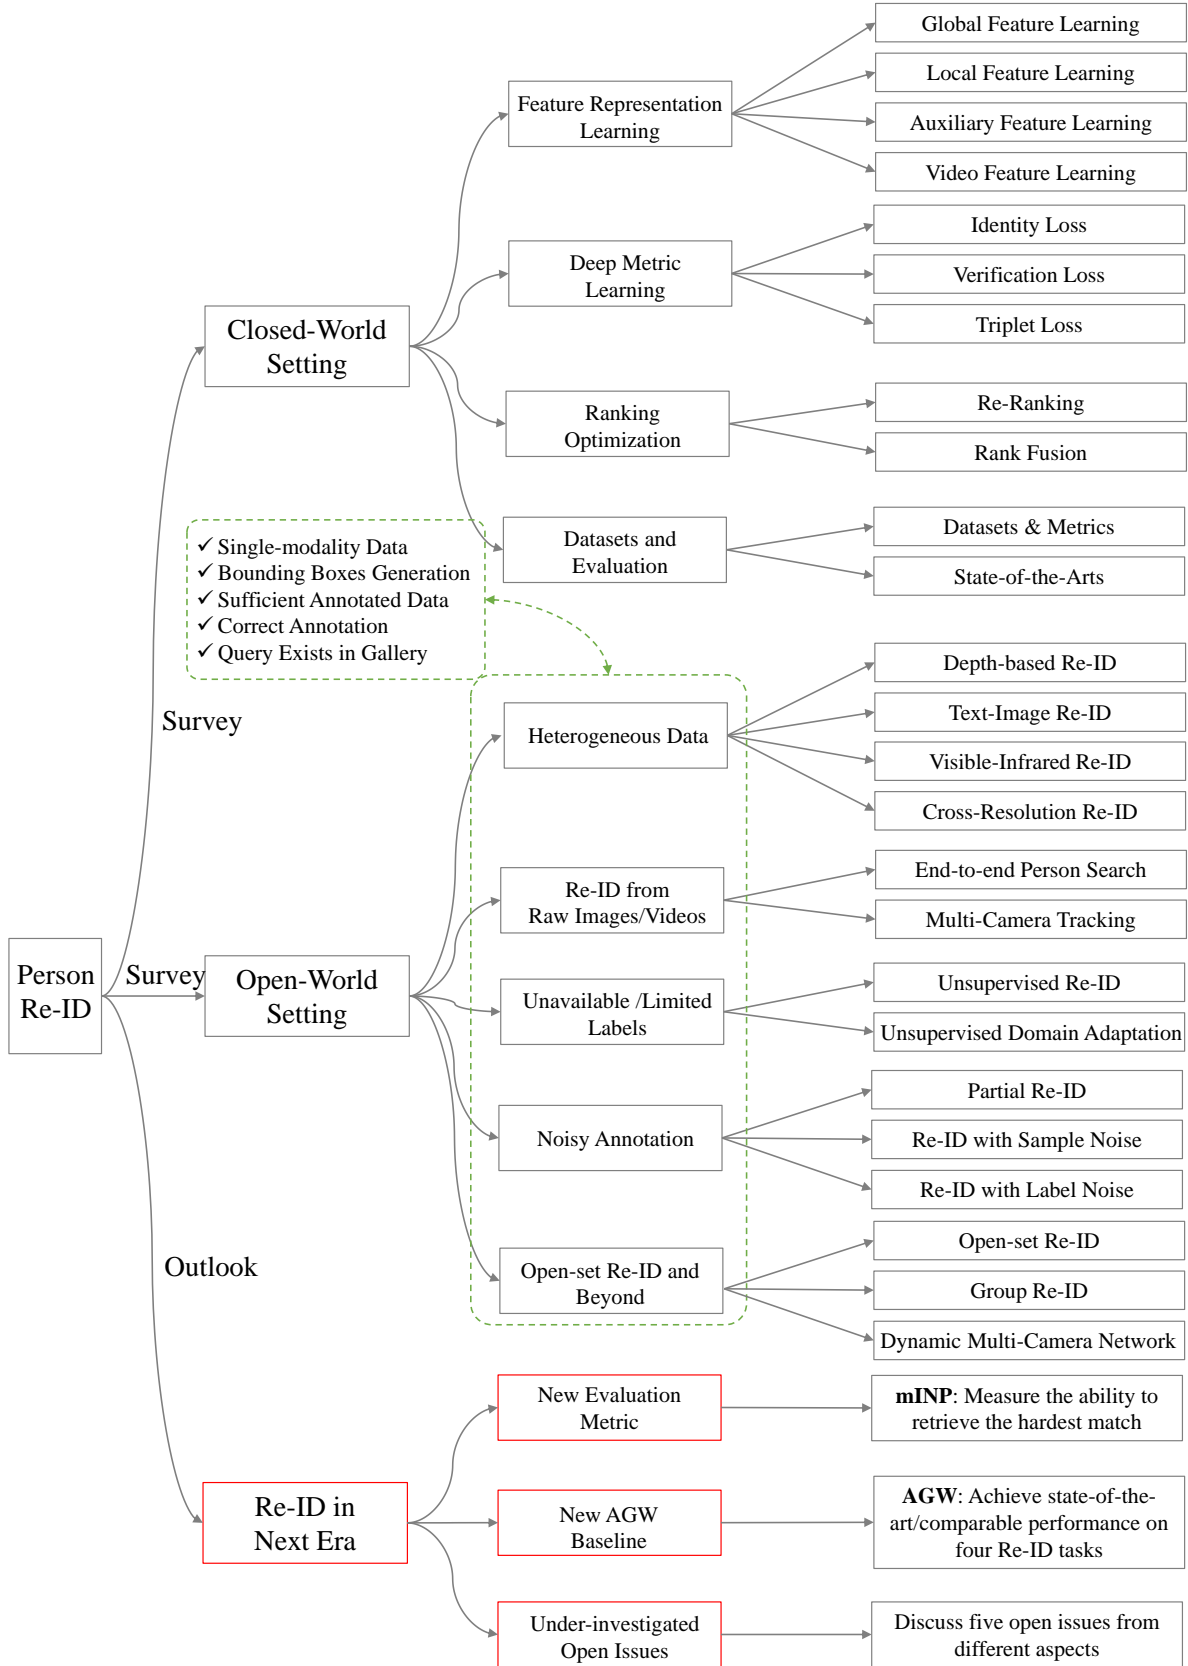 Person
Re-ID
Survey
Survey
Outlook
Closed-World
Setting
Feature Representation
Learning
Global Feature Learning
Local Feature Learning
Auxiliary Feature Learning
Video Feature Learning
Deep Metric
Learning
Identity Loss
Verification Loss
Triplet Loss
Ranking
Optimization
Re-Ranking
Rank Fusion
Datasets and
Evaluation
Datasets & Metrics
State-of-the-Arts
✓ Single-modality Data
✓ Bounding Boxes Generation
✓ Sufficient Annotated Data
✓ Correct Annotation
✓ Query Exists in Gallery
Open-World
Setting
Heterogeneous Data
Depth-based Re-ID
Text-Image Re-ID
Visible-Infrared Re-ID
Cross-Resolution Re-ID
Re-ID from
Raw Images/Videos
End-to-end Person Search
Multi-Camera Tracking
Unavailable /Limited
Labels
Unsupervised Re-ID
Unsupervised Domain Adaptation
Noisy Annotation
Partial Re-ID
Re-ID with Sample Noise
Re-ID with Label Noise
Open-set Re-ID and
Beyond
Open-set Re-ID
Group Re-ID
Dynamic Multi-Camera Network
Re-ID in
Next Era
New Evaluation
Metric
mINP: Measure the ability to
retrieve the hardest match
New AGW
Baseline
AGW: Achieve state-of-the-
art/comparable performance on
four Re-ID tasks
Under-investigated
Open Issues
Discuss five open issues from
different aspects